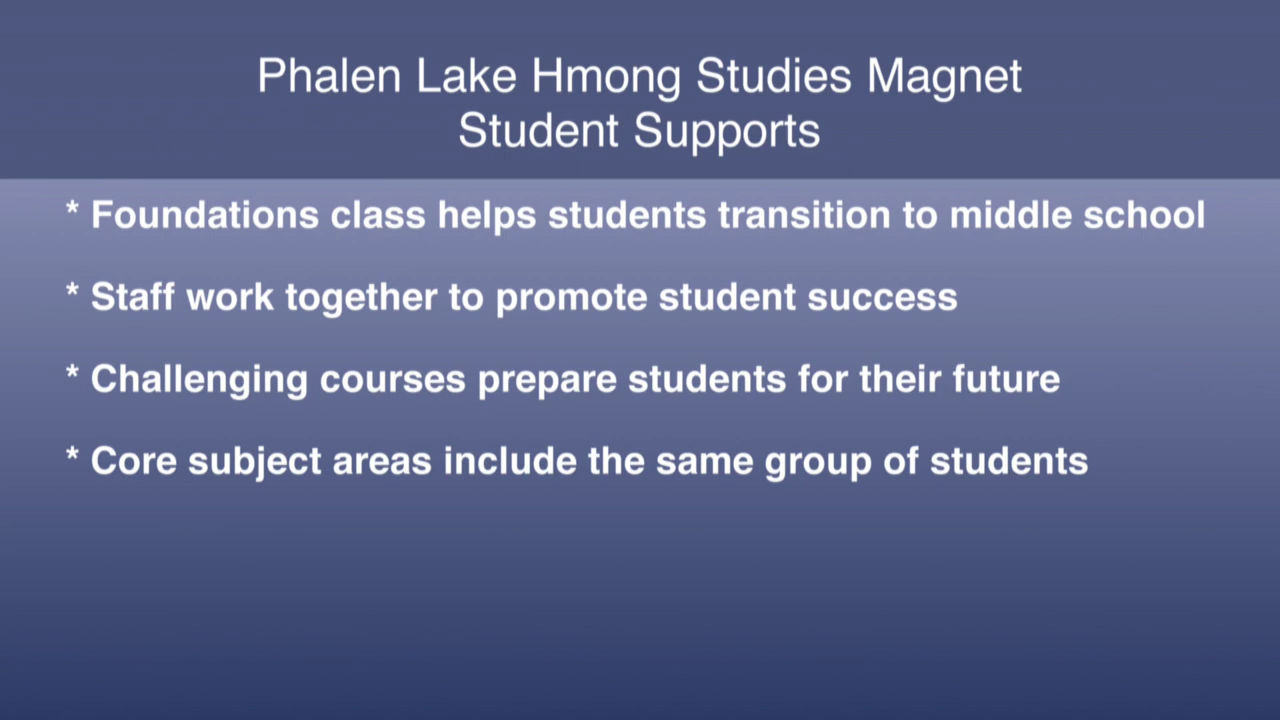 Phalen Lake Hmong Studies Magnet
Student Supports
* Foundations class helps students transition to middle school
* Staff work together to promote student success
* Challenging courses prepare students for their future
* Core subject areas include the same group of students